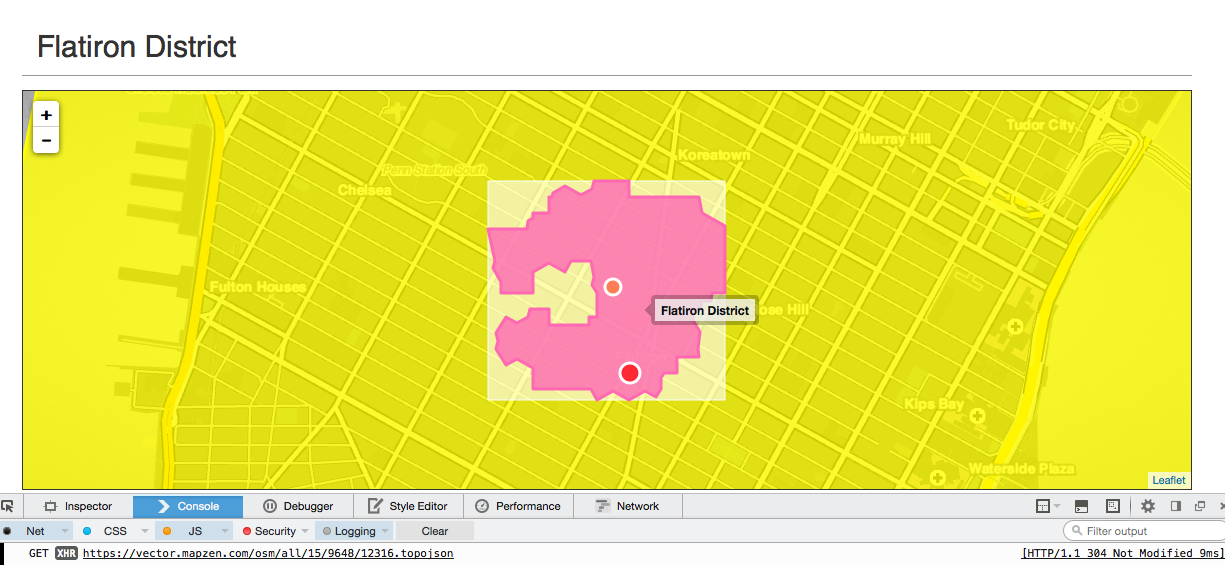 Flatiron District
+
−
Tudor City
Murray Hill
Koreatown
Penn Station South
Chelsea
Fulton Houses
Flatiron District
ose Hill
Kips Bay
Waterside Plaza
Leaflet
Inspector Console Debugger Style Editor Performance Network
Net CSS JS Security Logging Clear Filter output
GET XHR https://vector.mapzen.com/osm/all/15/9648/12316.topojson [HTTP/1.1 304 Not Modified 9ms]